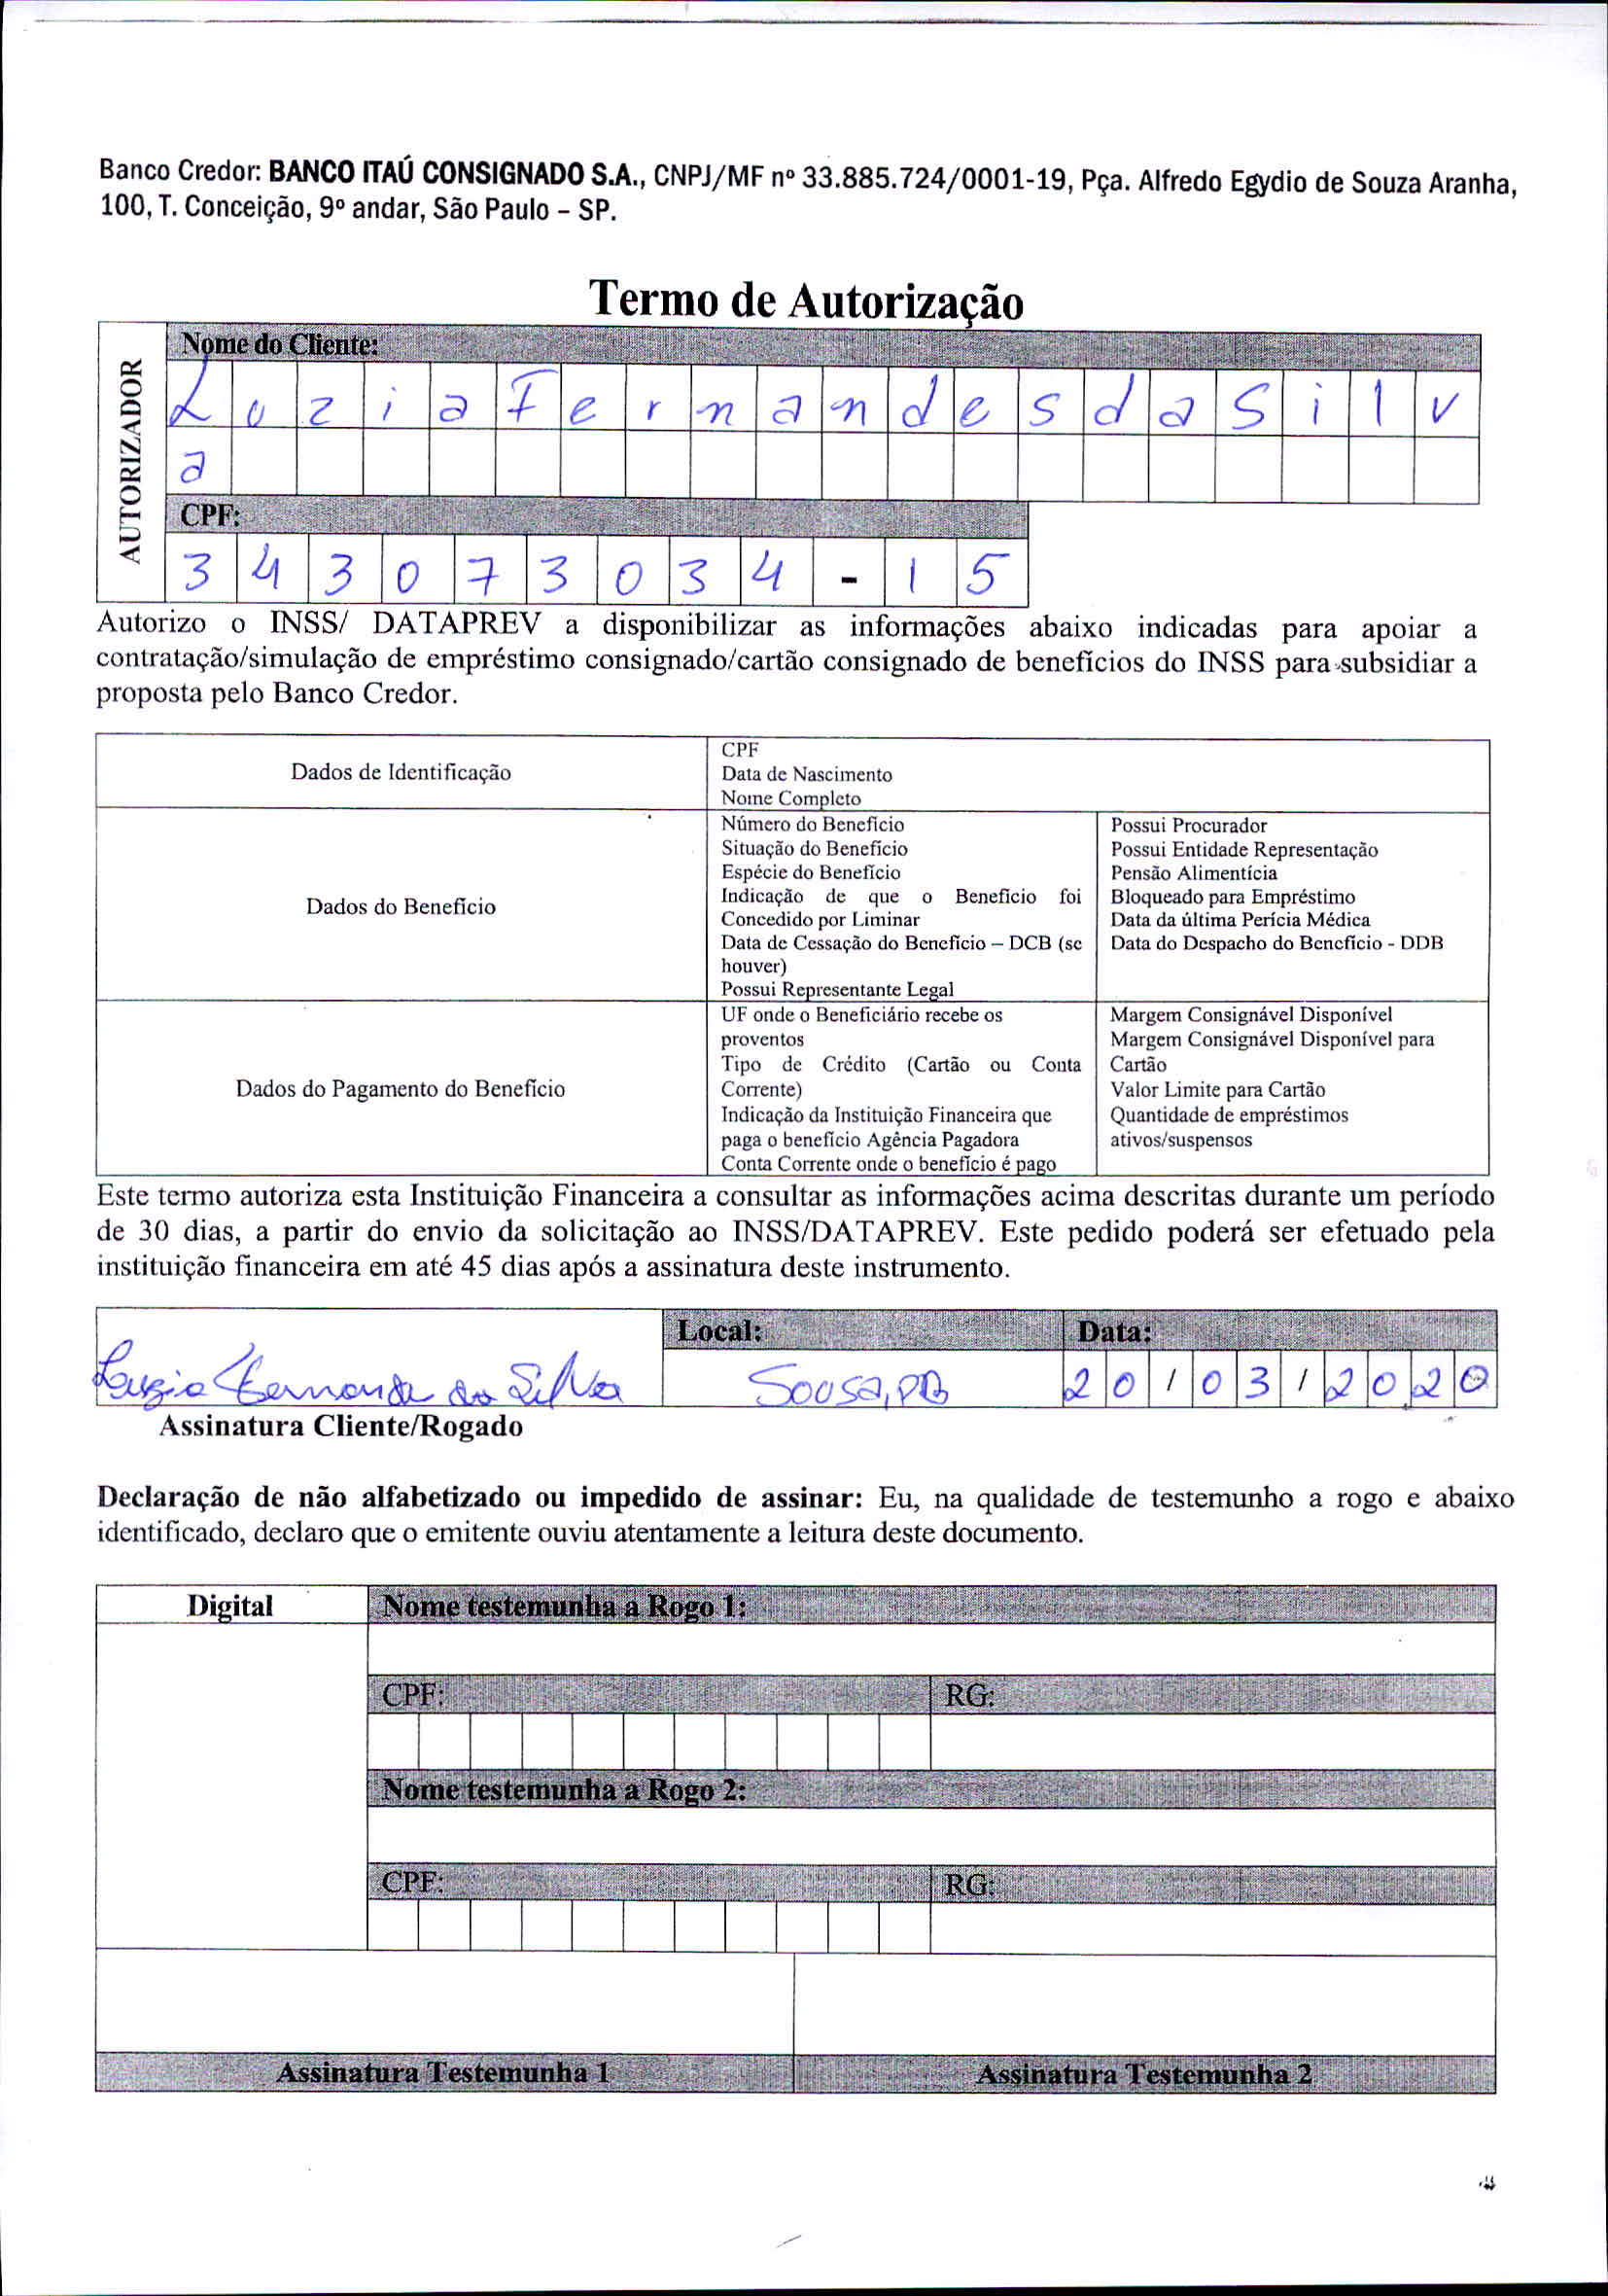 Banco Credor: BANCO ITAÚ CONSIGNADO S.A., CNPJ/MF nº 33.885.724/0001-19, Pça. Alfredo Egydio de Souza Aranha,
100, T. Conceição, 9º andar, São Paulo – SP.
Termo de Autorização
AUTORIZADOR
Nome do Cliente:
L u z i a F e r n a n d e s d a S i l v
a
CPF:
3 4 3 0 7 3 0 3 4 - 1 5
Autorizo o INSS/ DATAPREV a disponibilizar as informações abaixo indicadas para apoiar a
contratação/simulação de empréstimo consignado/cartão consignado de benefícios do INSS para subsidiar a
proposta pelo Banco Credor.
Dados de Identificação
CPF
Data de Nascimento
Nome Completo
Dados do Benefício
Número do Benefício
Situação do Benefício
Espécie do Benefício
Indicação de que o Benefício foi
Concedido por Liminar
Data de Cessação do Benefício – DCB (se
houver)
Possui Representante Legal
Possui Procurador
Possui Entidade Representação
Pensão Alimentícia
Bloqueado para Empréstimo
Data da última Perícia Médica
Data do Despacho do Benefício - DDB
Dados do Pagamento do Benefício
UF onde o Beneficiário recebe os
proventos
Tipo de Crédito (Cartão ou Conta
Corrente)
Indicação da Instituição Financeira que
paga o benefício Agência Pagadora
Conta Corrente onde o benefício é pago
Margem Consignável Disponível
Margem Consignável Disponível para
Cartão
Valor Limite para Cartão
Quantidade de empréstimos
ativos/suspensos
Este termo autoriza esta Instituição Financeira a consultar as informações acima descritas durante um período
de 30 dias, a partir do envio da solicitação ao INSS/DATAPREV. Este pedido poderá ser efetuado pela
instituição financeira em até 45 dias após a assinatura deste instrumento.
Local:
Data:
Luzia Fernande da Silva
Sousa, PB
20/03/2020
Assinatura Cliente/Rogado
Declaração de não alfabetizado ou impedido de assinar: Eu, na qualidade de testemunho a rogo e abaixo
identificado, declaro que o emitente ouviu atentamente a leitura deste documento.
Digital
Nome testemunha a Rogo 1:
CPF:
RG:
Nome testemunha a Rogo 2:
CPF:
RG:
Assinatura Testemunha 1
Assinatura Testemunha 2